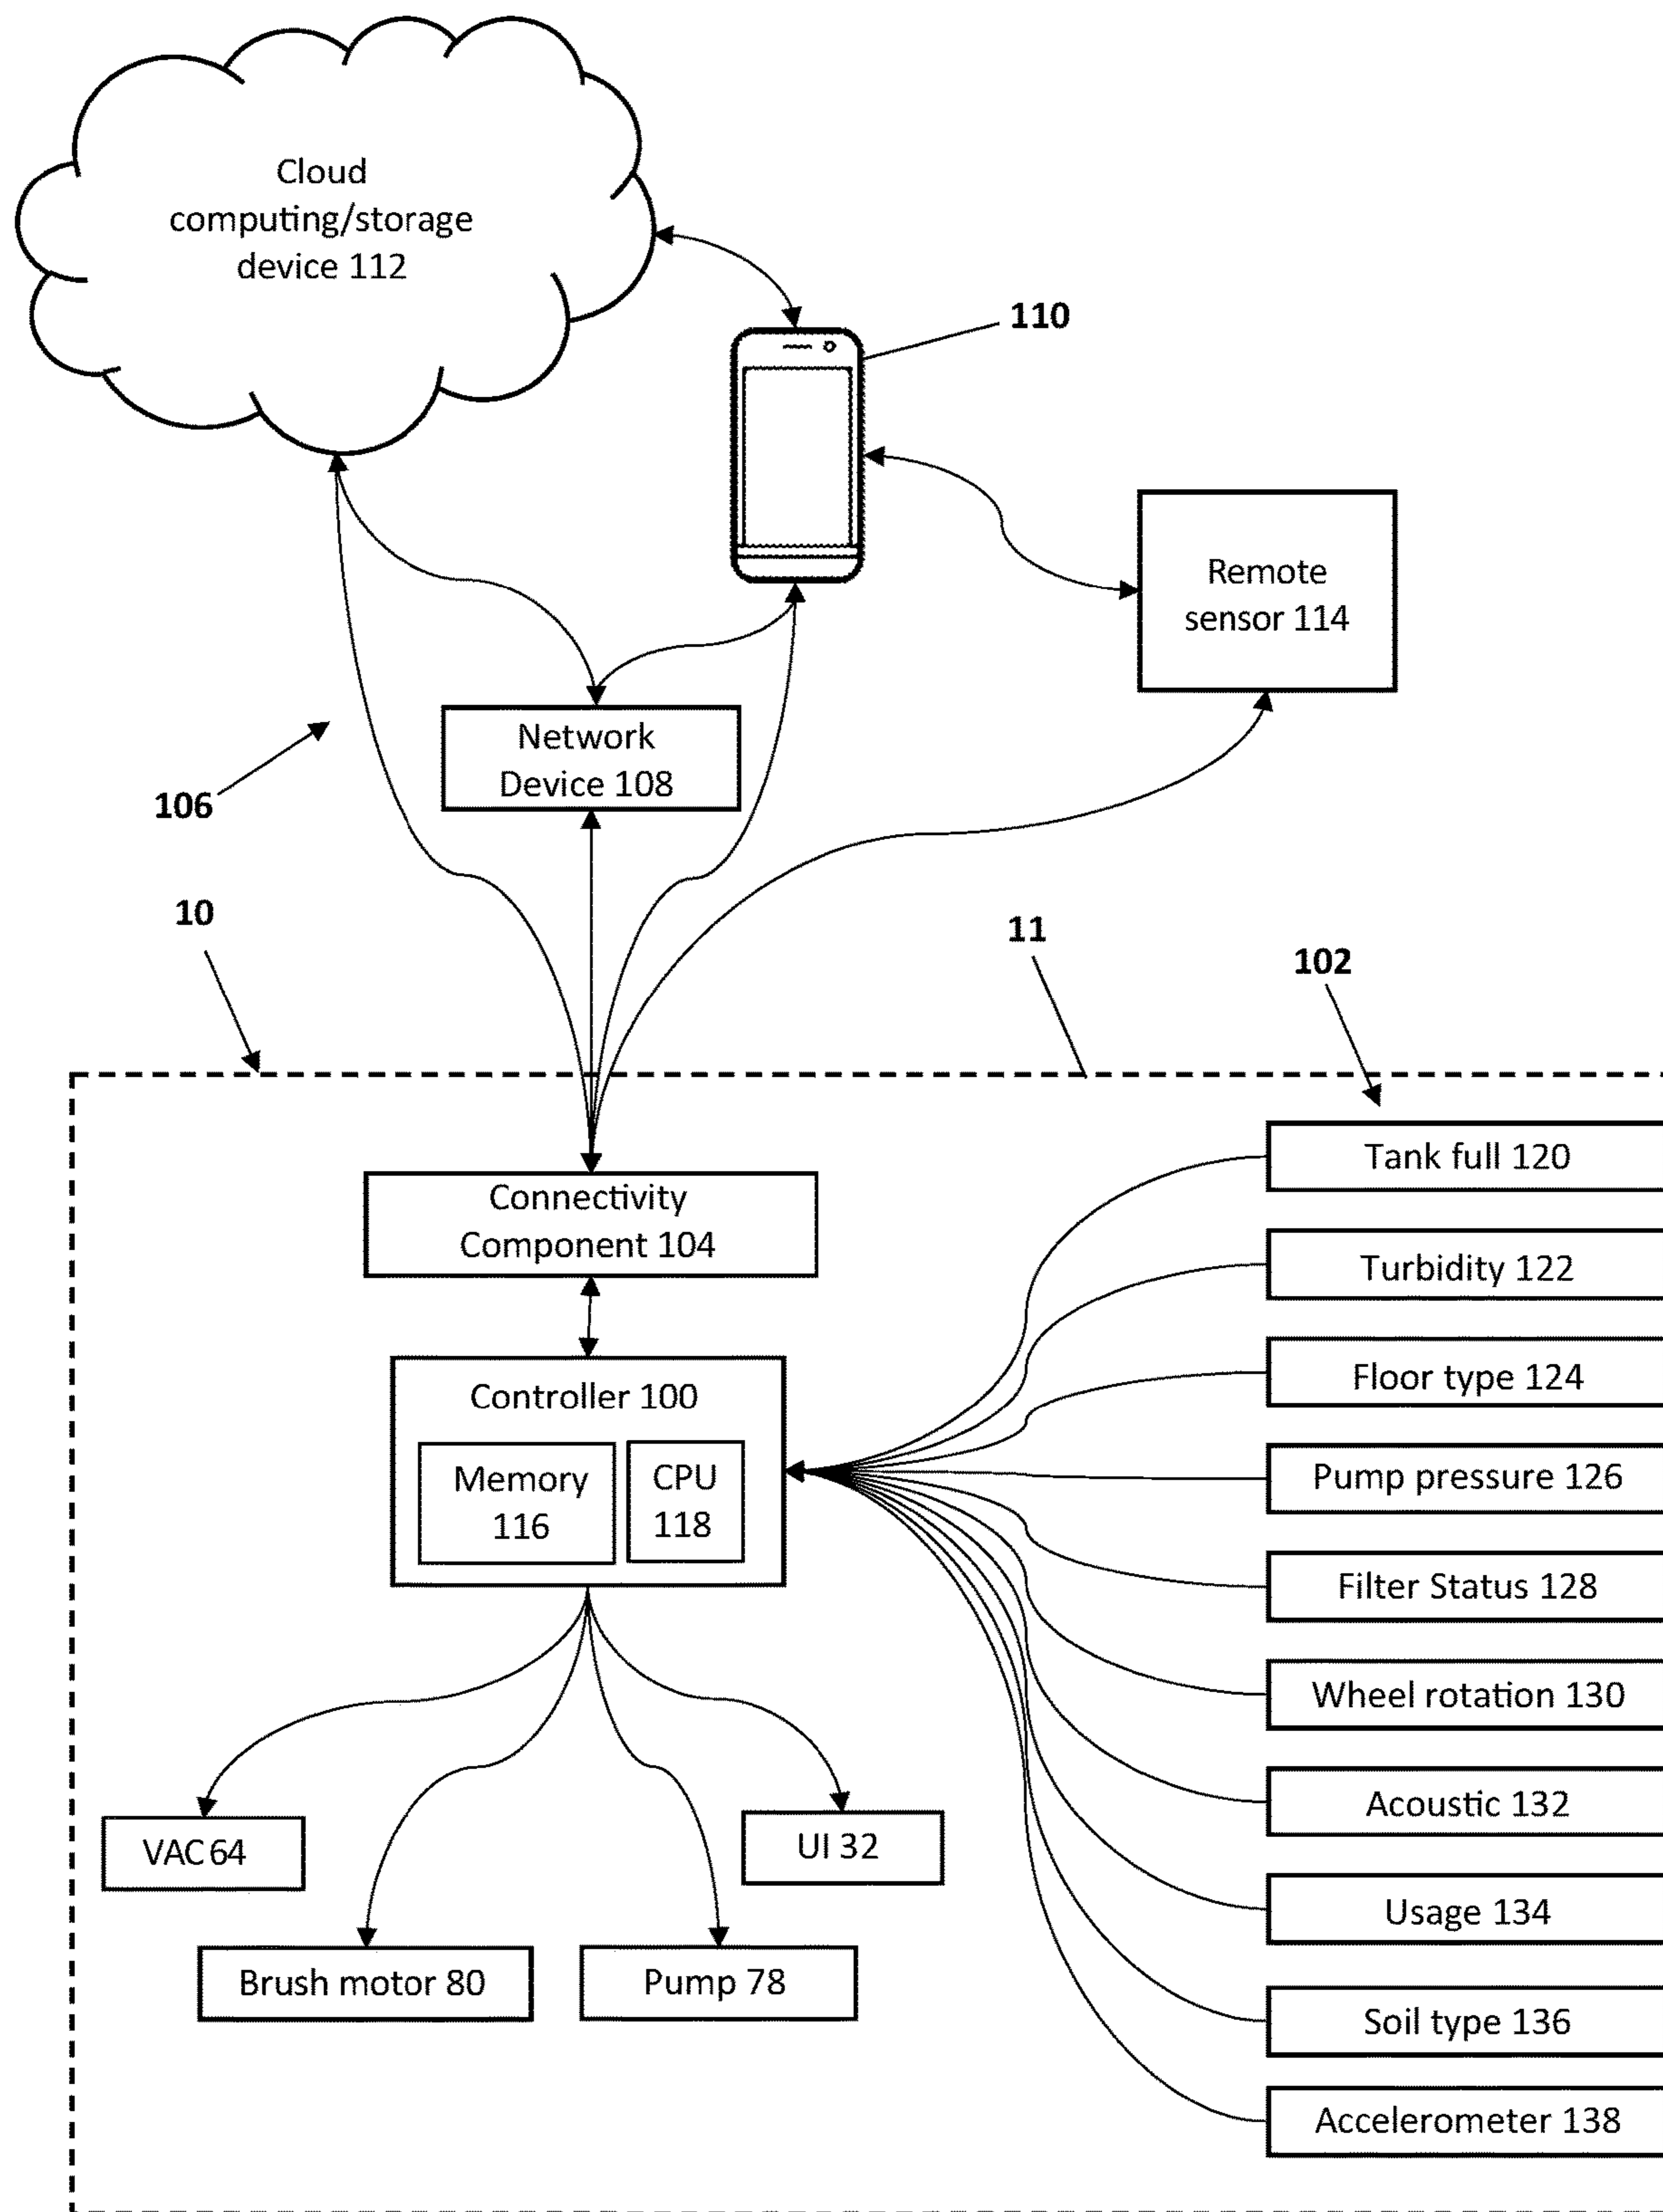 Cloud
computing/storage
device 112
110
Remote
sensor 114
Network
Device 108
106
10
11
102
Connectivity
Component 104
Controller 100
Memory
116
CPU
118
VAC 64
UI 32
Brush motor 80
Pump 78
Tank full 120
Turbidity 122
Floor type 124
Pump pressure 126
Filter Status 128
Wheel rotation 130
Acoustic 132
Usage 134
Soil type 136
Accelerometer 138